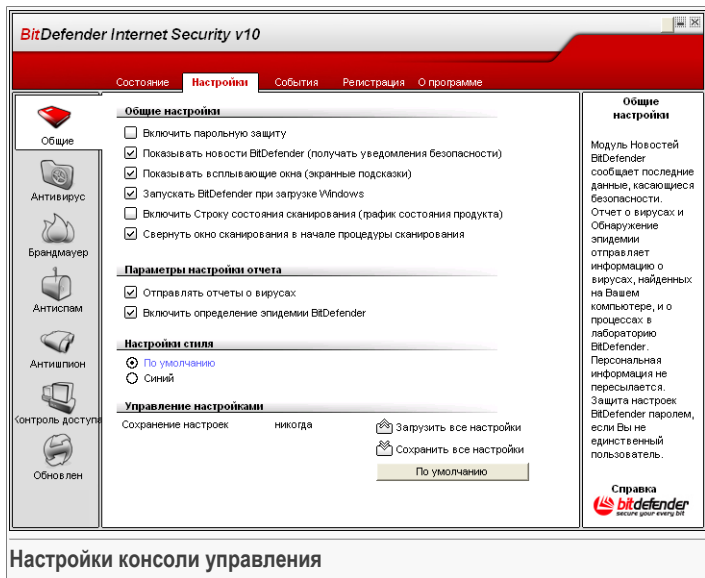 BitDefender Internet Security v10
Состояние Настройки События Регистрация О программе
Общие
Антивирус
Брандмауер
Антиспам
Антишпион
Контроль доступа
Обновлен
Общие настройки
Включить парольную защиту
Показывать новости BitDefender (получать уведомления безопасности)
Показывать всплывающие окна (экранные подсказки)
Запускать BitDefender при загрузке Windows
Включить Строку состояния сканирования (график состояния продукта)
Свернуть окно сканирования в начале процедуры сканирования
Параметры настройки отчета
Отправлять отчеты о вирусах
Включить определение эпидемии BitDefender
Настройки стиля
По умолчанию
Синий
Управление настройками
Сохранение настроек никогда
Загрузить все настройки
Сохранить все настройки
По умолчанию
Общие
настройки
Модуль Новостей
BitDefender
сообщает последние
данные, касающиеся
безопасности.
Отчет о вирусах и
Обнаружение
эпидемии
отправляет
информацию о
вирусах, найденных
на Вашем
компьютере, и о
процессах в
лабораторию
BitDefender.
Персональная
информация не
пересылается.
Защита настроек
BitDefender паролем,
если Вы не
единственный
пользователь.
Справка
bitdefender
secure your every bit
Настройки консоли управления